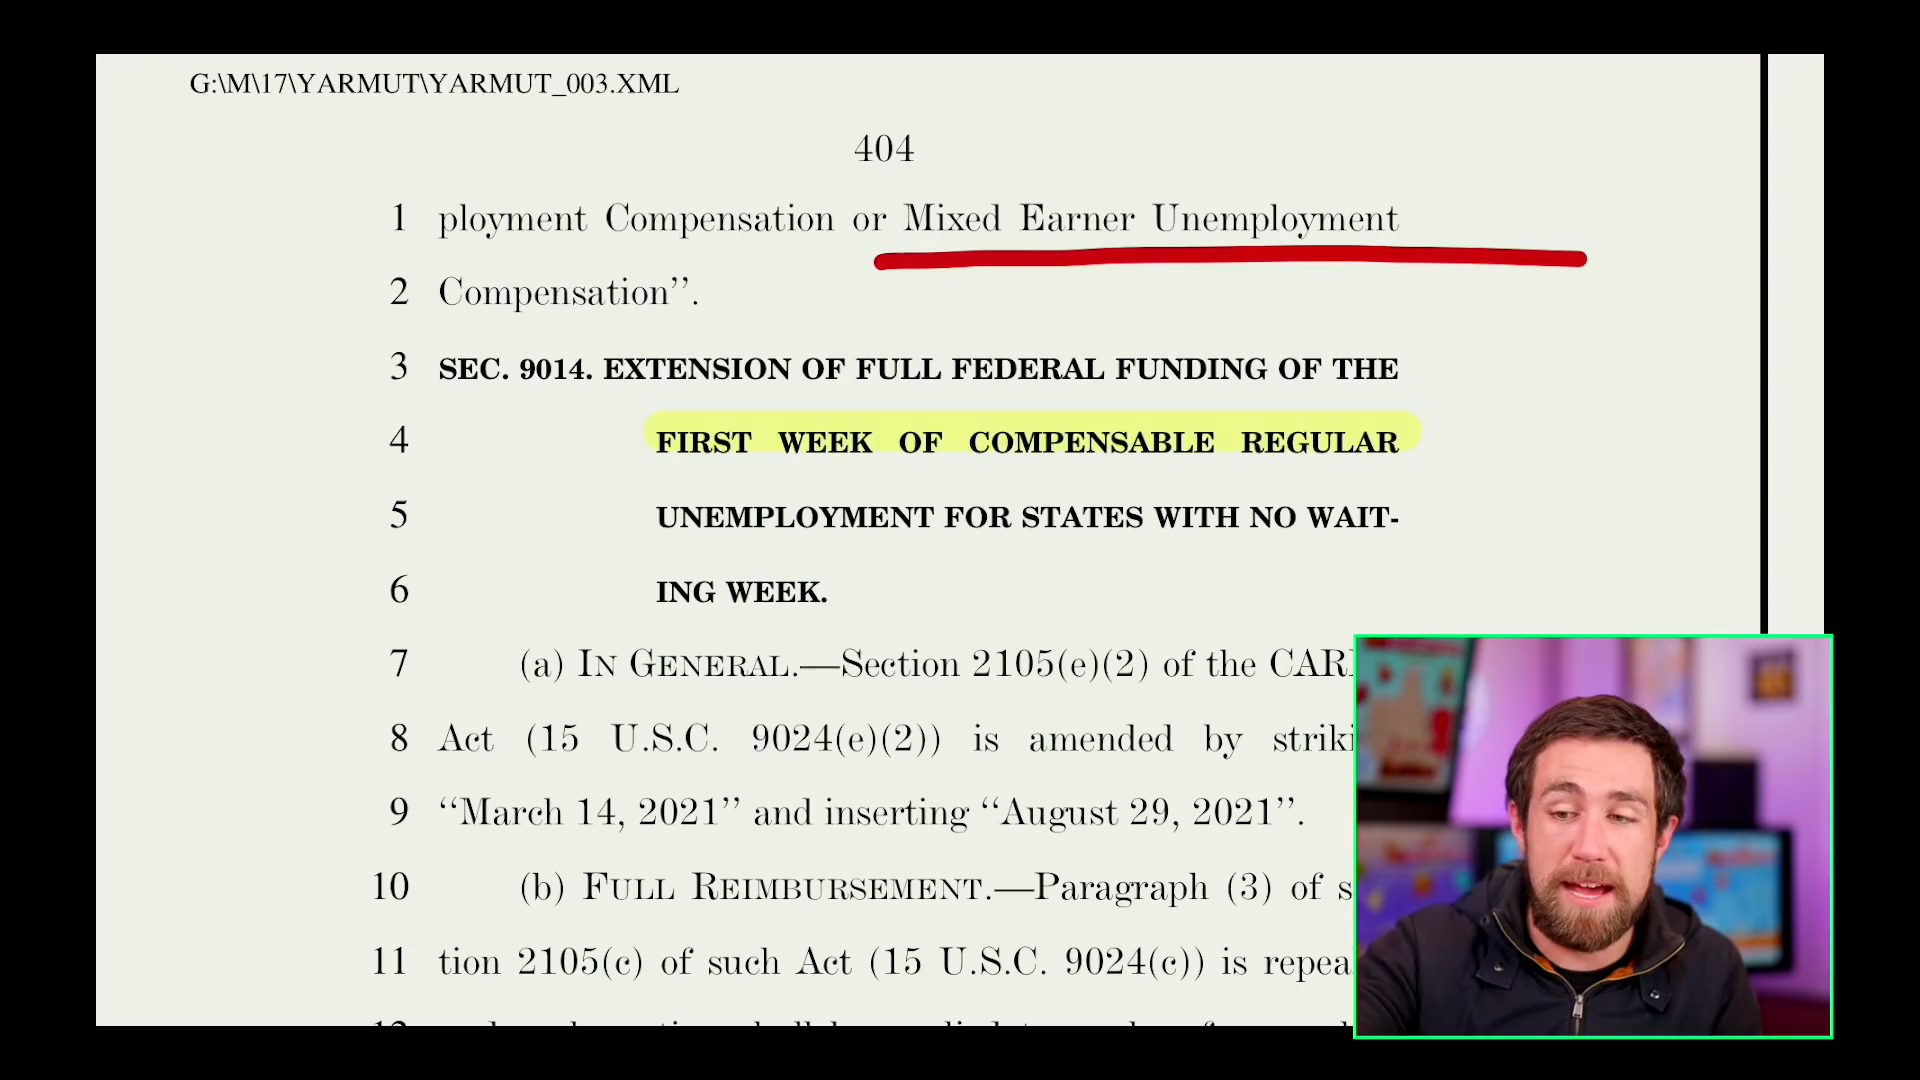 G:\M\17\YARMUT\YARMUT_003.XML
404
1 ployment Compensation or Mixed Earner Unemployment
2 Compensation’’.
3 SEC. 9014. EXTENSION OF FULL FEDERAL FUNDING OF THE
4 FIRST WEEK OF COMPENSABLE REGULAR
5 UNEMPLOYMENT FOR STATES WITH NO WAIT-
6 ING WEEK.
7 (a) IN GENERAL.—Section 2105(e)(2) of the
8 Act (15 U.S.C. 9024(e)(2)) is amended by
9 ‘‘March 14, 2021’’ and inserting ‘‘August 29, 2021’’.
10 (b) FULL REIMBURSEMENT.—Paragraph (3) of
11 tion 2105(c) of such Act (15 U.S.C. 9024(c)) is